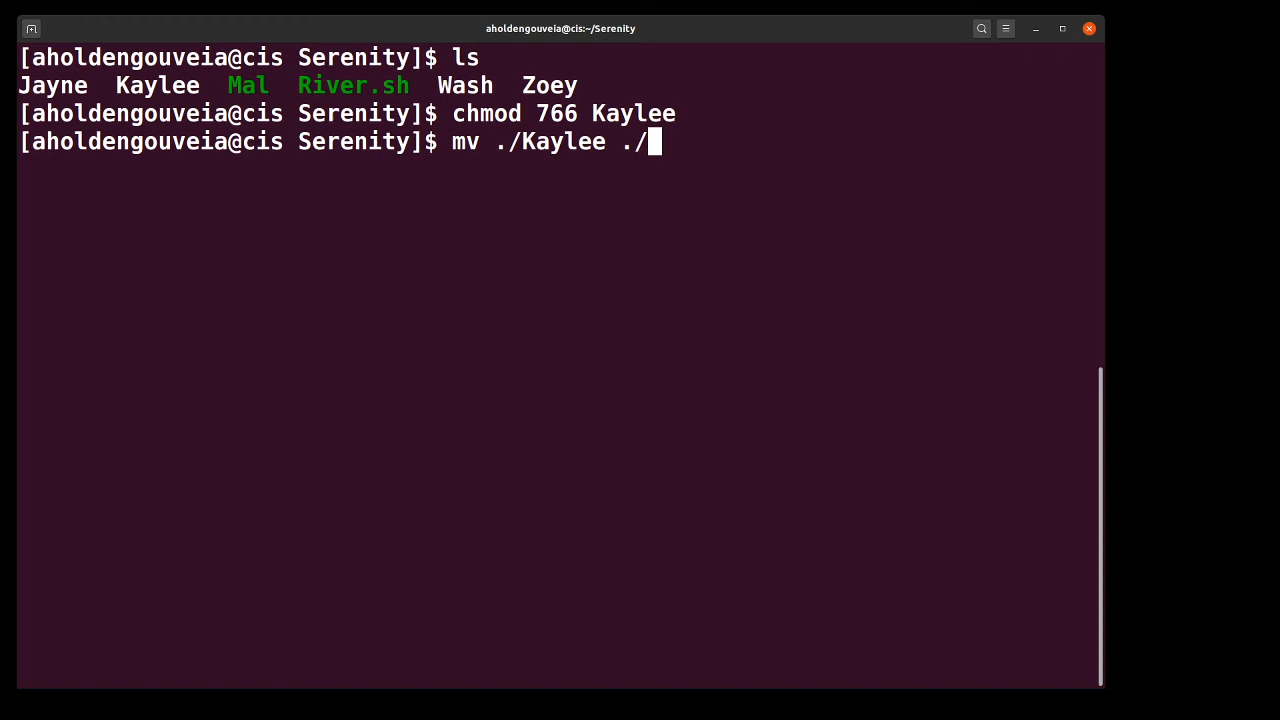 aholdengouveia@cis:~/Serenity
[aholdengouveia@cis Serenity]$ ls
Jayne  Kaylee  Mal  River.sh  Wash  Zoey
[aholdengouveia@cis Serenity]$ chmod 766 Kaylee
[aholdengouveia@cis Serenity]$ mv ./Kaylee ./